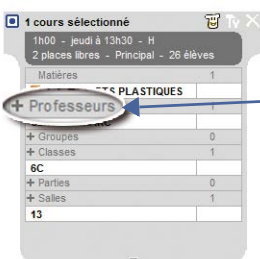 1 cours sélectionné
1h00 - jeudi à 13h30 - H
2 places libres - Principal - 26 élèves
Matières 1
PLASTIQUES
+ Professeurs 1
+ Groupes 0
+ Classes 1
6C
+ Parties 0
+ Salles 1
13